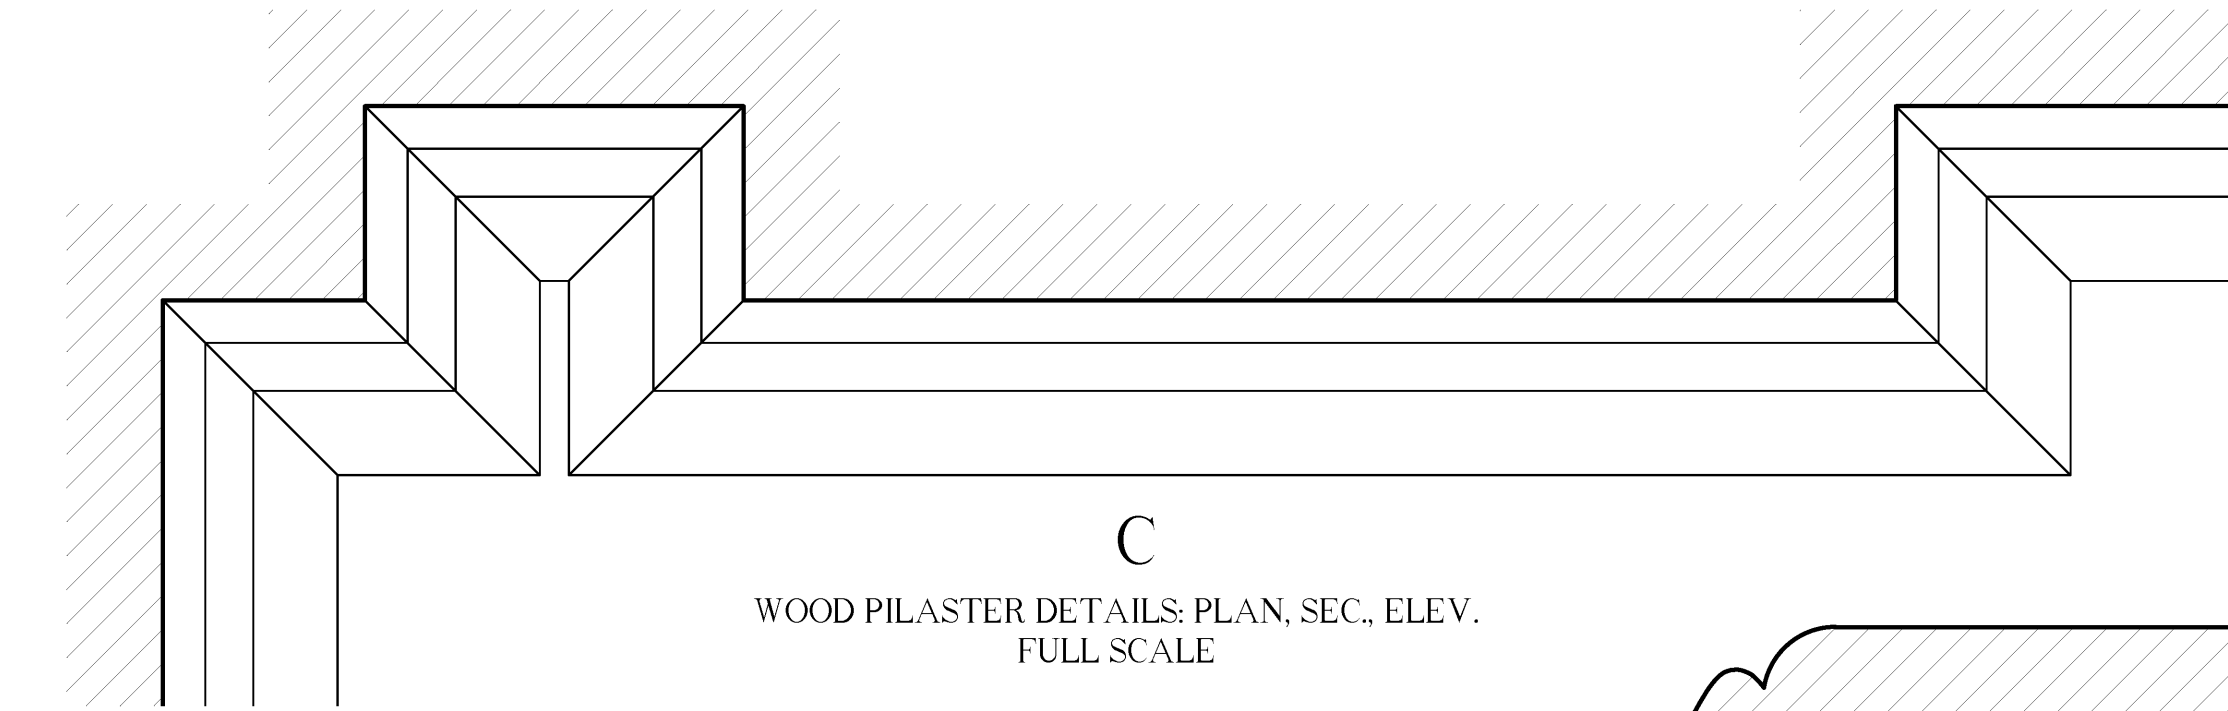 C
WOOD PILASTER DETAILS: PLAN, SEC., ELEV.
FULL SCALE